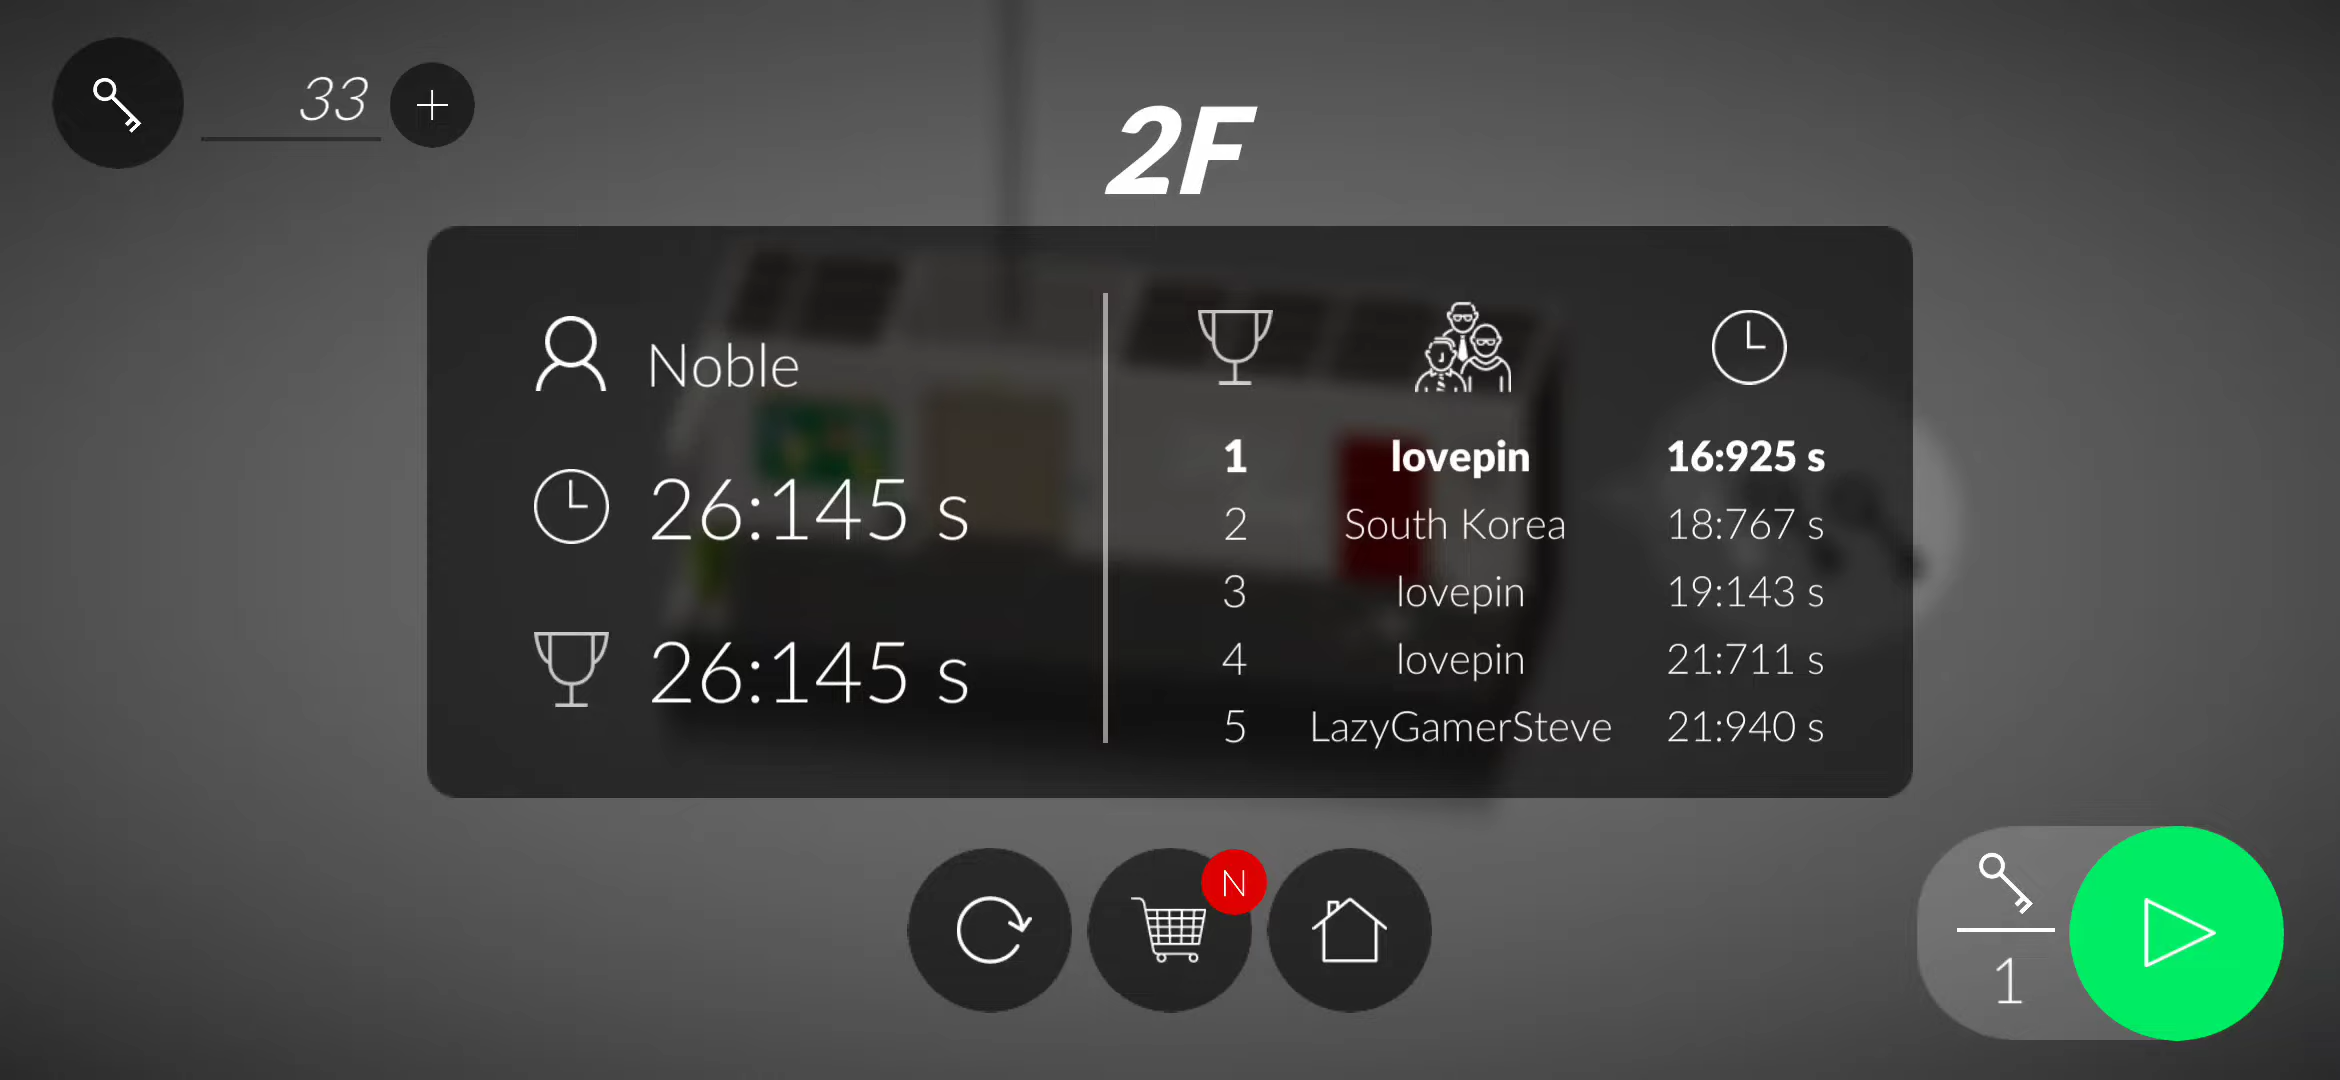 33
2F
Noble
26:145 s
26:145 s
1 lovepin 16:925 s
2 South Korea 18:767 s
3 lovepin 19:143 s
4 lovepin 21:711 s
5 LazyGamerSteve 21:940 s
N
1